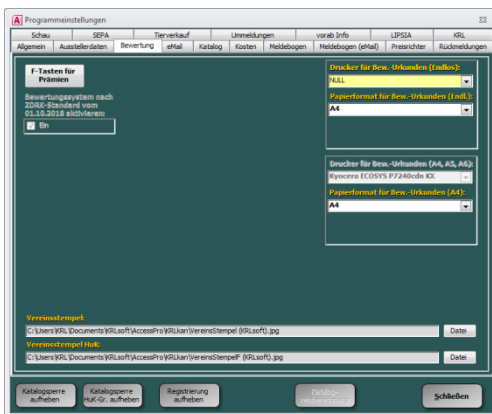 Programmeinstellungen
Schau SEPA Tierverkauf Ummeldungen vorab Info LIPSIA KRL
Allgemein Ausstellerdaten Bewertung eMail Katalog Kosten Meldebogen Meldebogen (eMail) Preisrichter Rückmeldungen
F-Tasten für
Prämien
Bewertungssystem nach
ZDRK-Standard vom
01.10.2018 aktivieren:
Ein
Drucker für Bew.-Urkunden (Endlos):
NULL
Papierformat für Bew.-Urkunden (Endl.):
A4
Drucker für Bew.-Urkunden (A4, A5, A6):
Kyocera ECOSYS P7240cdn KX
Papierformat für Bew.-Urkunden (A4):
A4
Vereinsstempel:
C:\Users\KRL\Documents\KRLsoft\AccessPro\KRLkan\VereinsStempel (KRLsoft).jpg Datei
Vereinsstempel HuK:
C:\Users\KRL\Documents\KRLsoft\AccessPro\KRLkan\VereinsStempelF (KRLsoft).jpg Datei
Katalogsperre
aufheben
Katalogsperre
HuK-Gr. aufheben
Registrierung
aufheben
Katalog-
Schließen